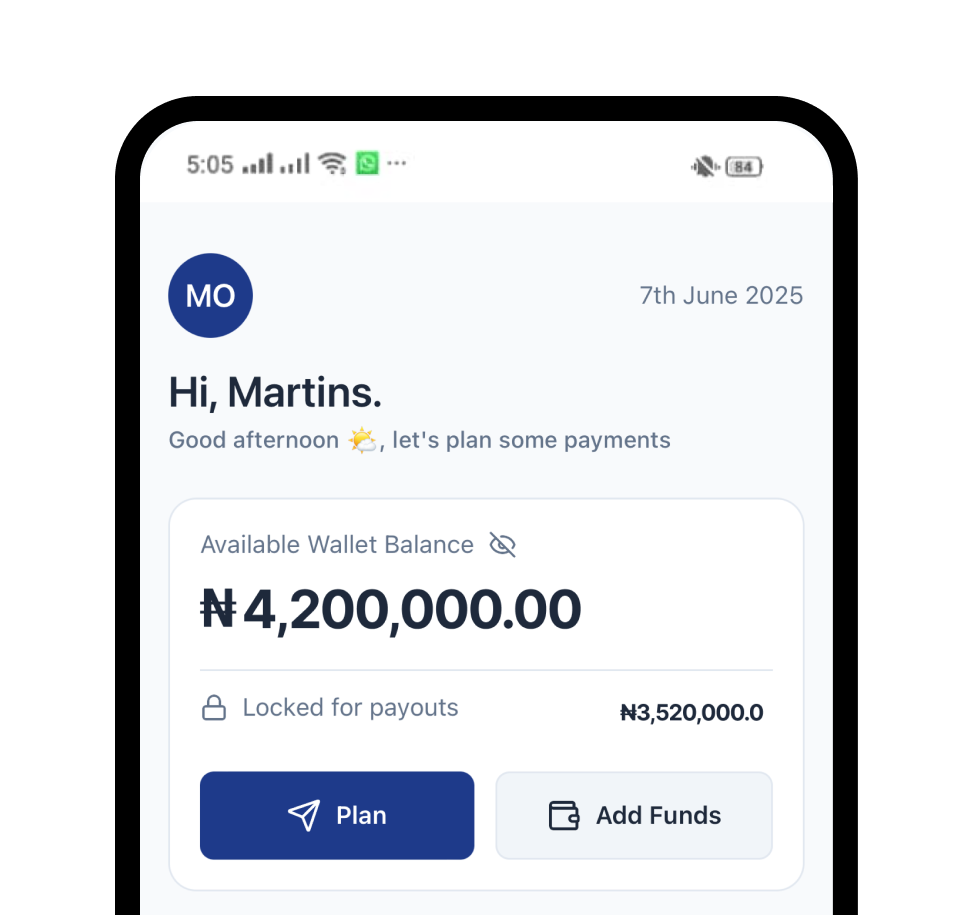 5:05 84
MO 7th June 2025
Hi, Martins.
Good afternoon 🌤️, let's plan some payments
Available Wallet Balance
₦4,200,000.00
Locked for payouts ₦3,520,000.0
Plan Add Funds